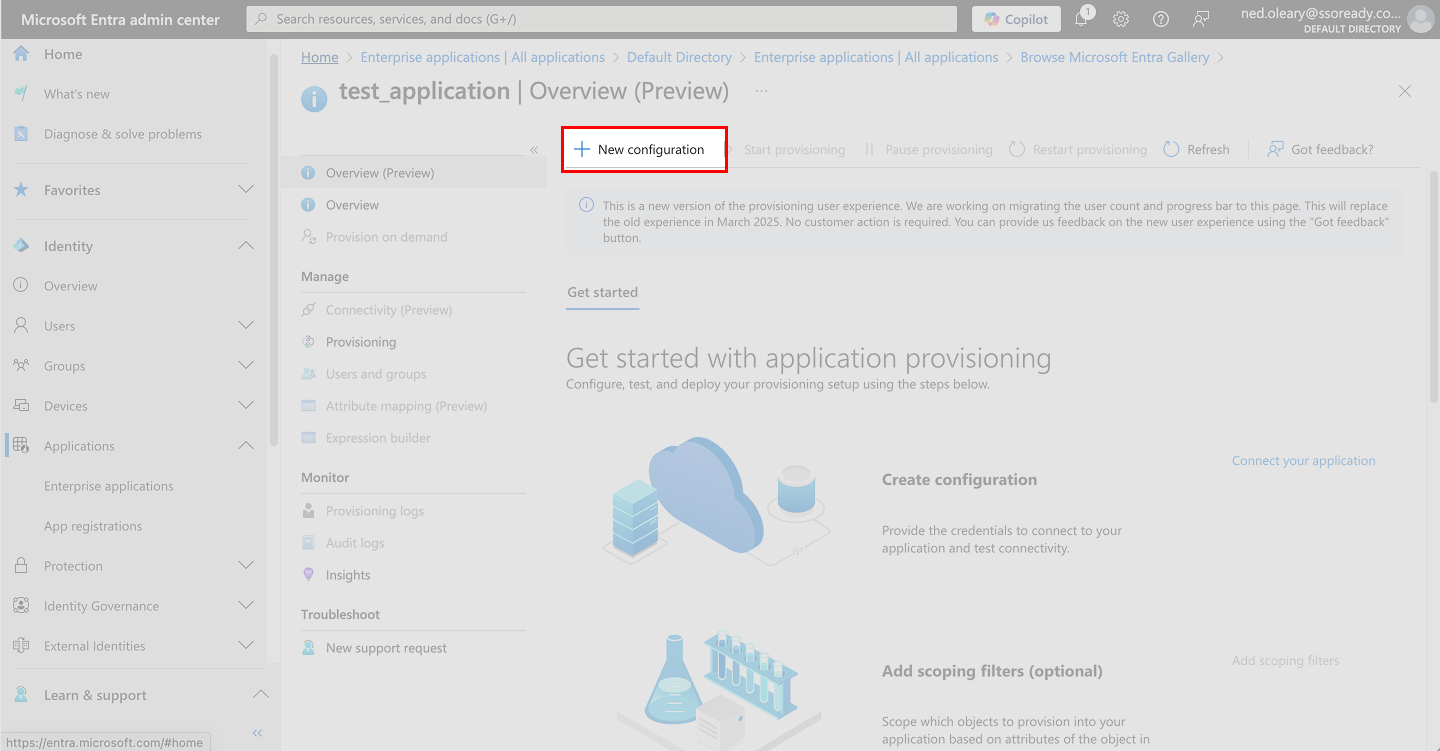 Microsoft Entra admin center
Search resources, services, and docs (G+/)
Copilot
1
ned.oleary@ssoready.co...
DEFAULT DIRECTORY
Home
What's new
Diagnose & solve problems
Favorites
Identity
Overview
Users
Groups
Devices
Applications
Enterprise applications
App registrations
Protection
Identity Governance
External Identities
Learn & support
https://entra.microsoft.com/#home
Home > Enterprise applications | All applications > Default Directory > Enterprise applications | All applications > Browse Microsoft Entra Gallery >
test_application | Overview (Preview) ...
Overview (Preview)
Overview
Provision on demand
Manage
Connectivity (Preview)
Provisioning
Users and groups
Attribute mapping (Preview)
Expression builder
Monitor
Provisioning logs
Audit logs
Insights
Troubleshoot
New support request
New configuration
Start provisioning
Pause provisioning
Restart provisioning
Refresh
Got feedback?
This is a new version of the provisioning user experience. We are working on migrating the user count and progress bar to this page. This will replace
the old experience in March 2025. No customer action is required. You can provide us feedback on the new user experience using the "Got feedback"
button.
Get started
Get started with application provisioning
Configure, test, and deploy your provisioning setup using the steps below.
Create configuration
Connect your application
Provide the credentials to connect to your
application and test connectivity.
Add scoping filters (optional)
Add scoping filters
Scope which objects to provision into your
application based on attributes of the object in